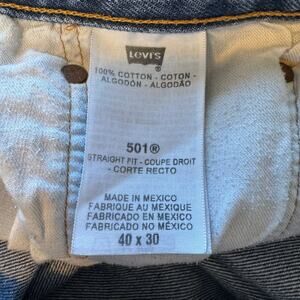 LEVI'S
®
100% COTTON - COTON -
ALGODÓN - ALGODÃO
501®
STRAIGHT FIT - COUPE DROIT
- CORTE RECTO
MADE IN MEXICO
FABRIQUE AU MEXIQUE
FABRICADO EN MEXICO
FABRICADO NO MÉXICO
40 x 30